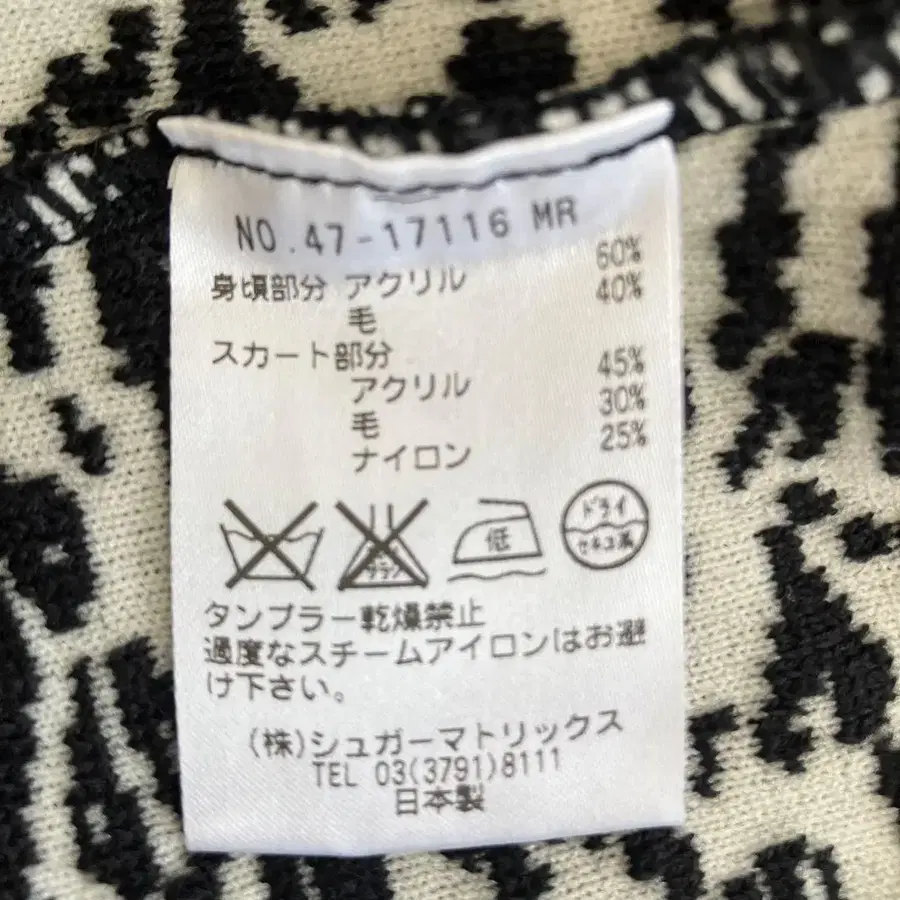 NO.47-17116 MR
身頃部分 アクリル 60%
毛 40%
スカート部分
アクリル 45%
毛 30%
ナイロン 25%
低
ドライ
セキユ系
タンブラー乾燥禁止
過度なスチームアイロンはお避
け下さい。
(株)シュガーマトリックス
TEL 03(3791)8111
日本製